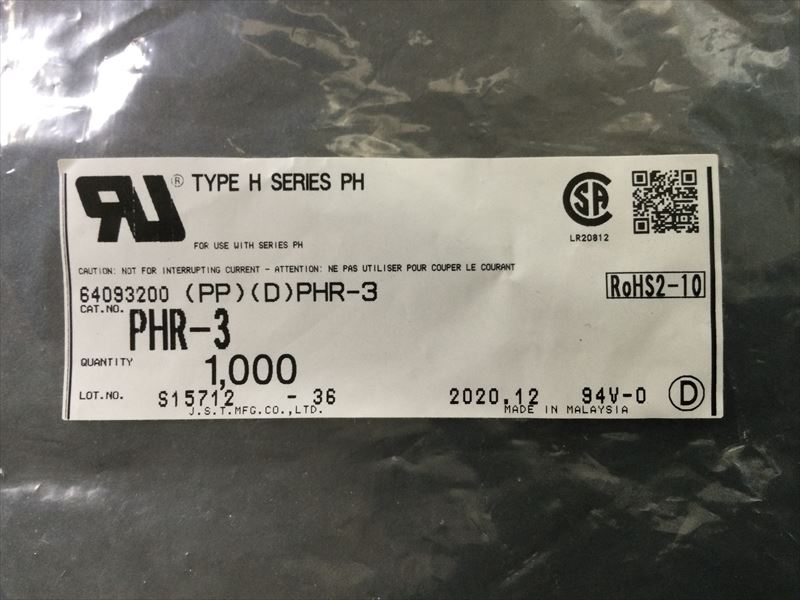 RU ® TYPE H SERIES PH
FOR USE WITH SERIES PH
SA
LR20812
CAUTION: NOT FOR INTERRUPTING CURRENT - ATTENTION: NE PAS UTILISER POUR COUPER LE COURANT
64093200 (PP)(D)PHR-3
RoHS2-10
CAT.NO. PHR-3
QUANTITY 1,000
LOT.NO. S15712 - 36 2020.12 94V-0 D
J.S.T.MFG.CO.,LTD. MADE IN MALAYSIA